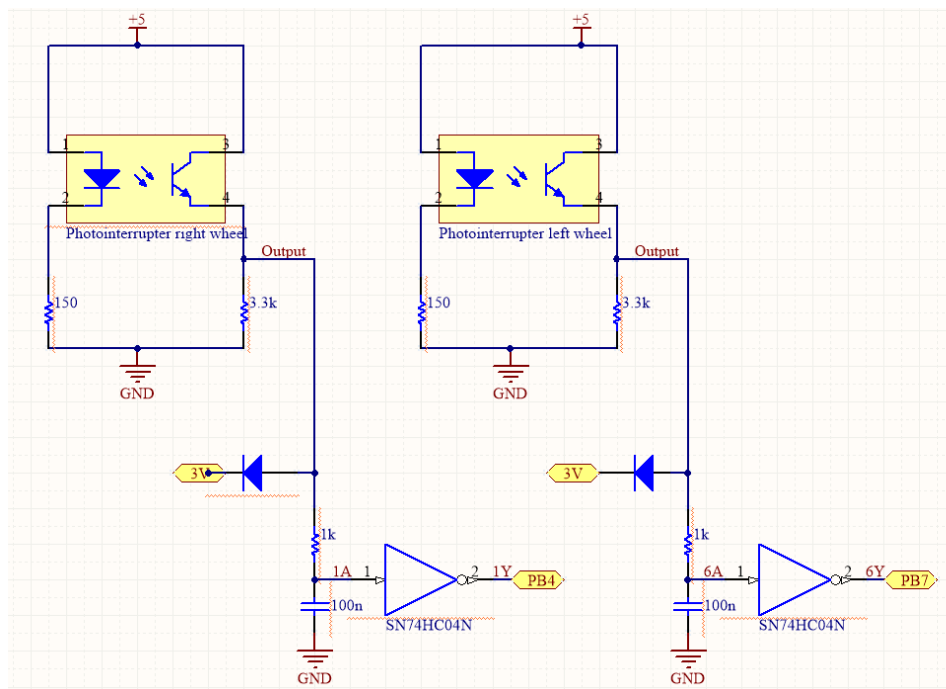 +5
+5
1
3
1
3
2
4
2
4
Photointerrupter right wheel
Photointerrupter left wheel
Output
Output
150
3.3k
150
3.3k
GND
GND
3V
3V
1k
1k
1A
1
2
1Y
PB4
6A
1
2
6Y
PB7
100n
100n
SN74HC04N
SN74HC04N
GND
GND